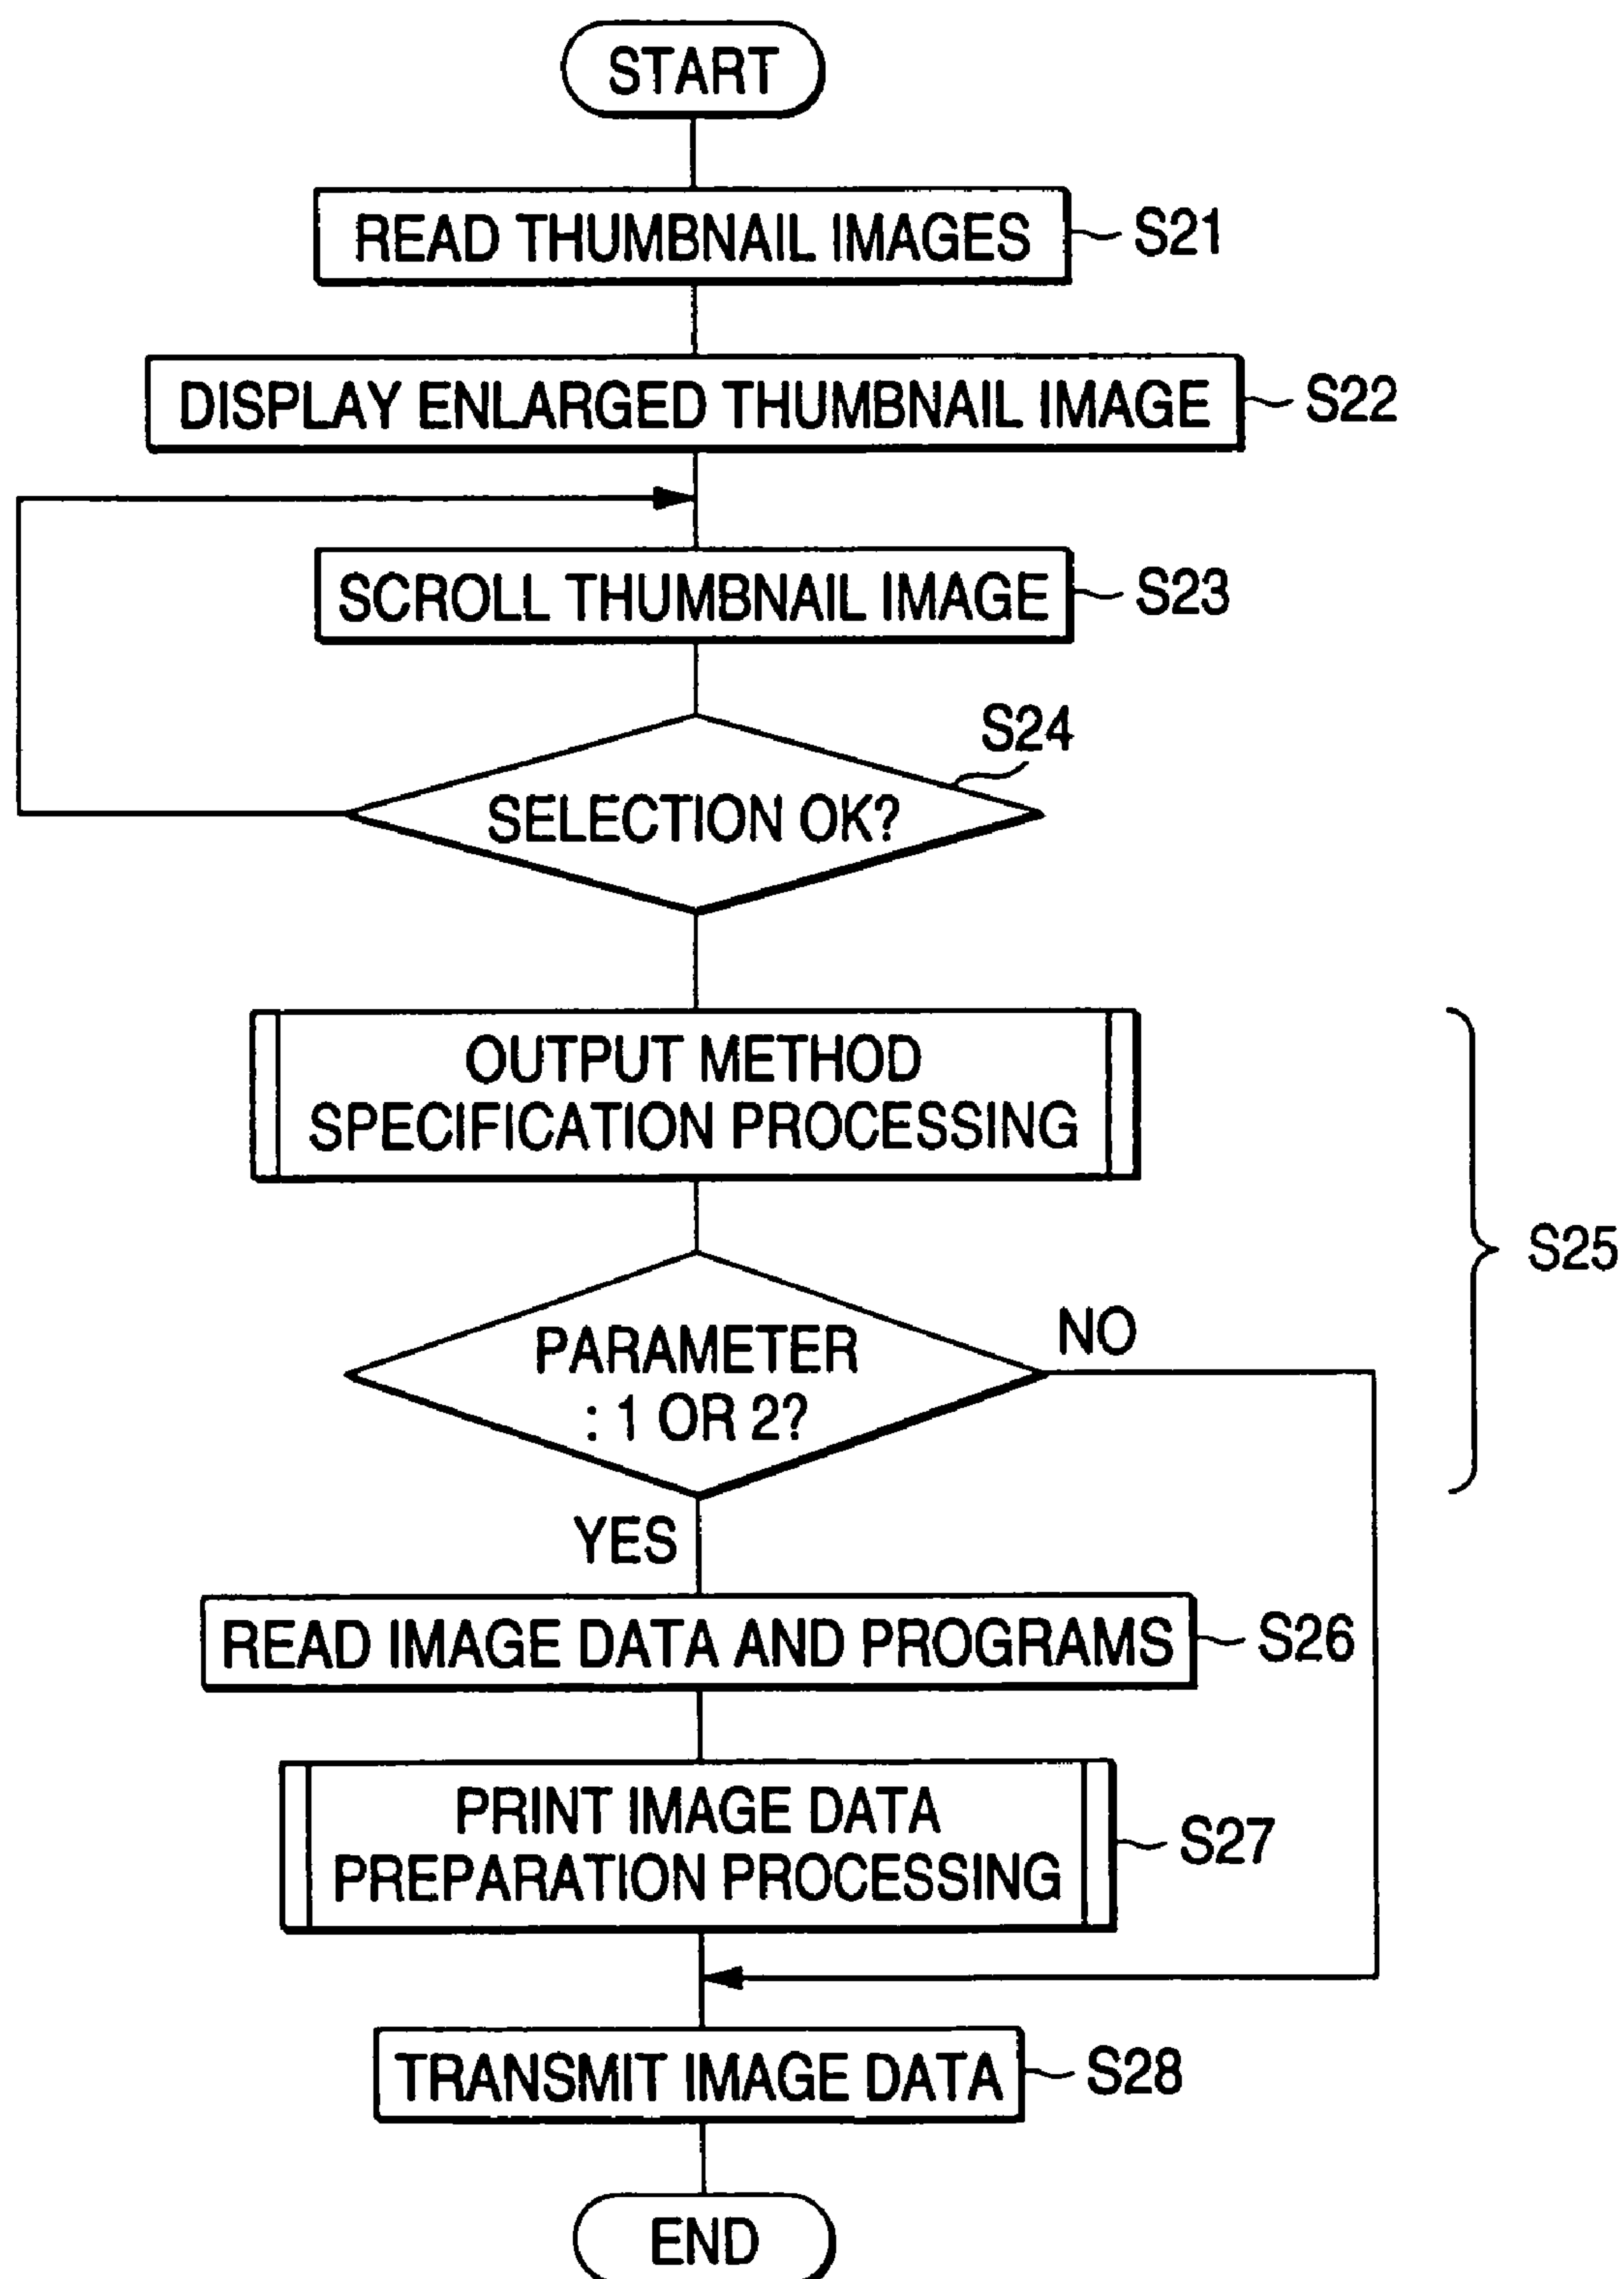 START
READ THUMBNAIL IMAGES
S21
DISPLAY ENLARGED THUMBNAIL IMAGE
S22
SCROLL THUMBNAIL IMAGE
S23
S24
SELECTION OK?
OUTPUT METHOD
SPECIFICATION PROCESSING
S25
PARAMETER
: 1 OR 2?
NO
YES
READ IMAGE DATA AND PROGRAMS
S26
PRINT IMAGE DATA
PREPARATION PROCESSING
S27
TRANSMIT IMAGE DATA
S28
END